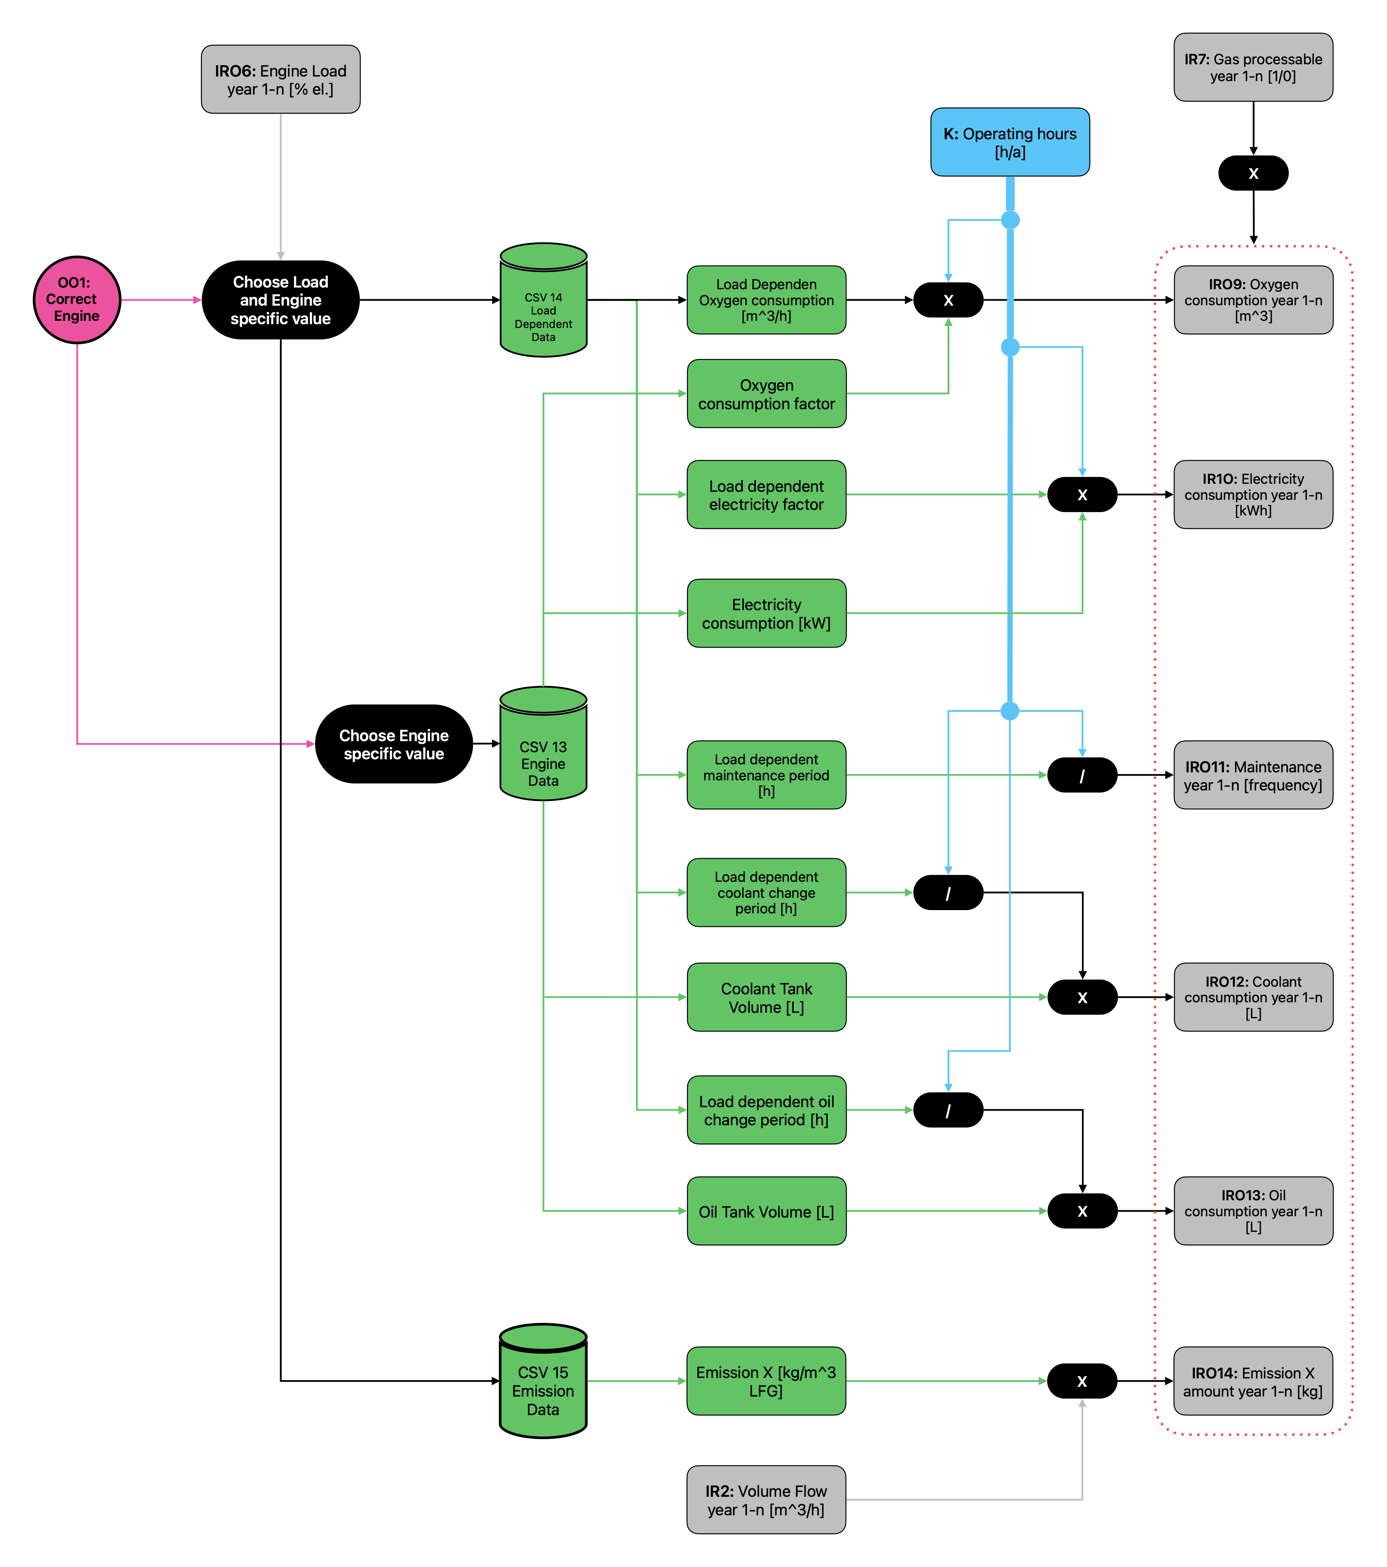 IRO6: Engine Load
year 1-n [% el.]
IR7: Gas processable
year 1-n [1/0]
K: Operating hours
[h/a]
X
OO1:
Correct
Engine
Choose Load
and Engine
specific value
CSV 14
Load
Dependent
Data
Load Dependen
Oxygen consumption
[m^3/h]
X
IRO9: Oxygen
consumption year 1-n
[m^3]
Oxygen
consumption factor
Load dependent
electricity factor
X
IR1O: Electricity
consumption year 1-n
[kWh]
Electricity
consumption [kW]
Choose Engine
specific value
CSV 13
Engine
Data
Load dependent
maintenance period
[h]
/
IRO11: Maintenance
year 1-n [frequency]
Load dependent
coolant change
period [h]
/
Coolant Tank
Volume [L]
X
IRO12: Coolant
consumption year 1-n
[L]
Load dependent oil
change period [h]
/
Oil Tank Volume [L]
X
IRO13: Oil
consumption year 1-n
[L]
CSV 15
Emission
Data
Emission X [kg/m^3
LFG]
X
IRO14: Emission X
amount year 1-n [kg]
IR2: Volume Flow
year 1-n [m^3/h]